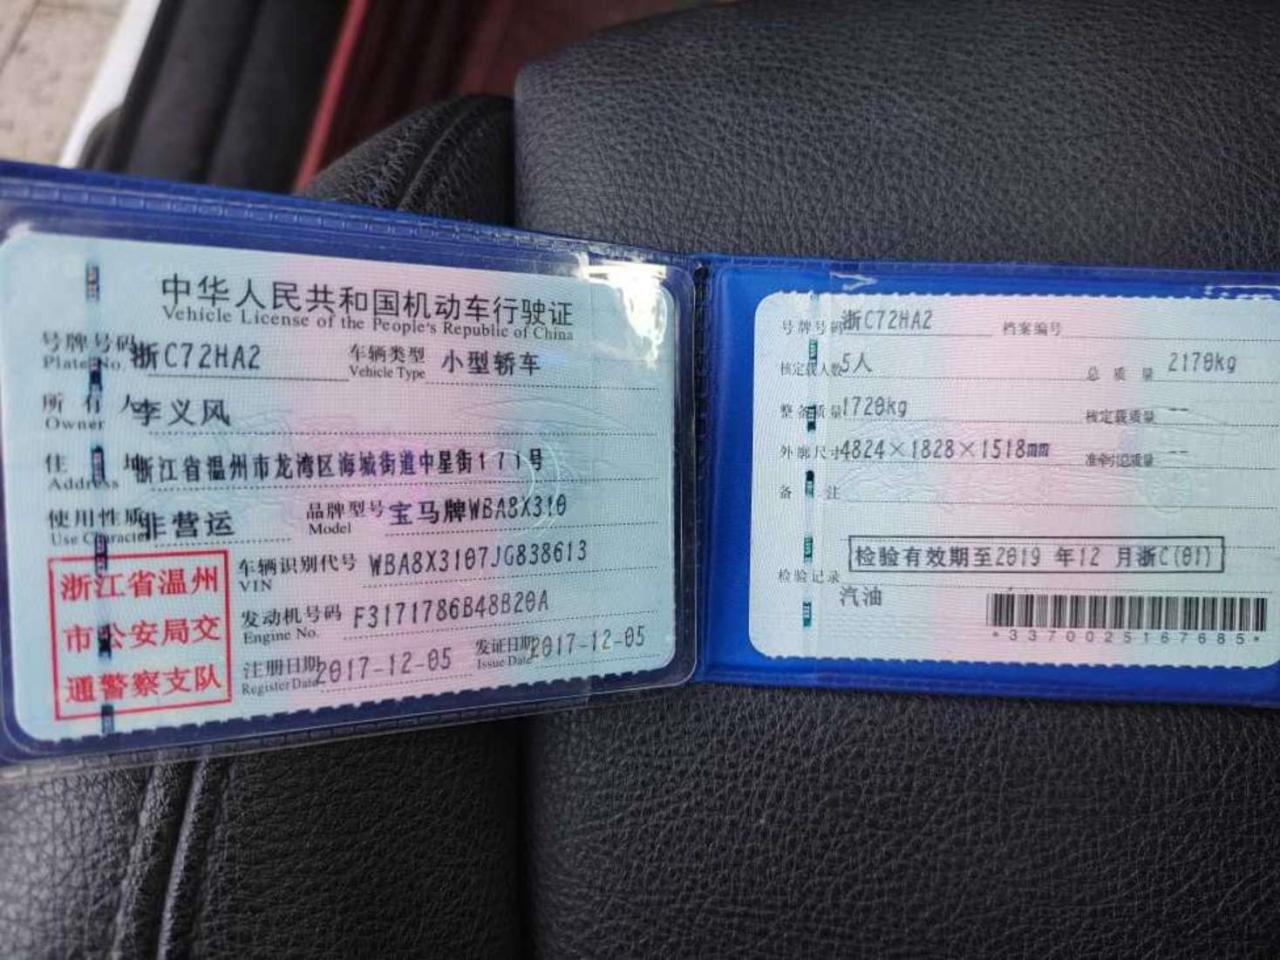 中华人民共和国机动车行驶证
Vehicle License of the People's Republic of China
号牌号码 浙C72HA2 车辆类型 小型轿车
Plate No. Vehicle Type
所有人 李义风
Owner
住址 浙江省温州市龙湾区海城街道中星街171号
Address
使用性质 非营运 品牌型号 宝马牌WBA8X310
Use Character Model
浙江省温州
市公安局交
通警察支队
车辆识别代号 WBA8X3107JG838613
VIN
发动机号码 F3171786B48B20A
Engine No.
注册日期 2017-12-05 发证日期 2017-12-05
Register Date Issue Date
号牌号码 浙C72HA2 档案编号
核定载人数 5人 总质量 2170kg
整备质量 1720kg 核定载质量 --
外廓尺寸 4824×1828×1518mm 准牵引总质量 --
备注
检验有效期至2019 年12 月浙C(01)
检验记录
汽油
*3370025167685*